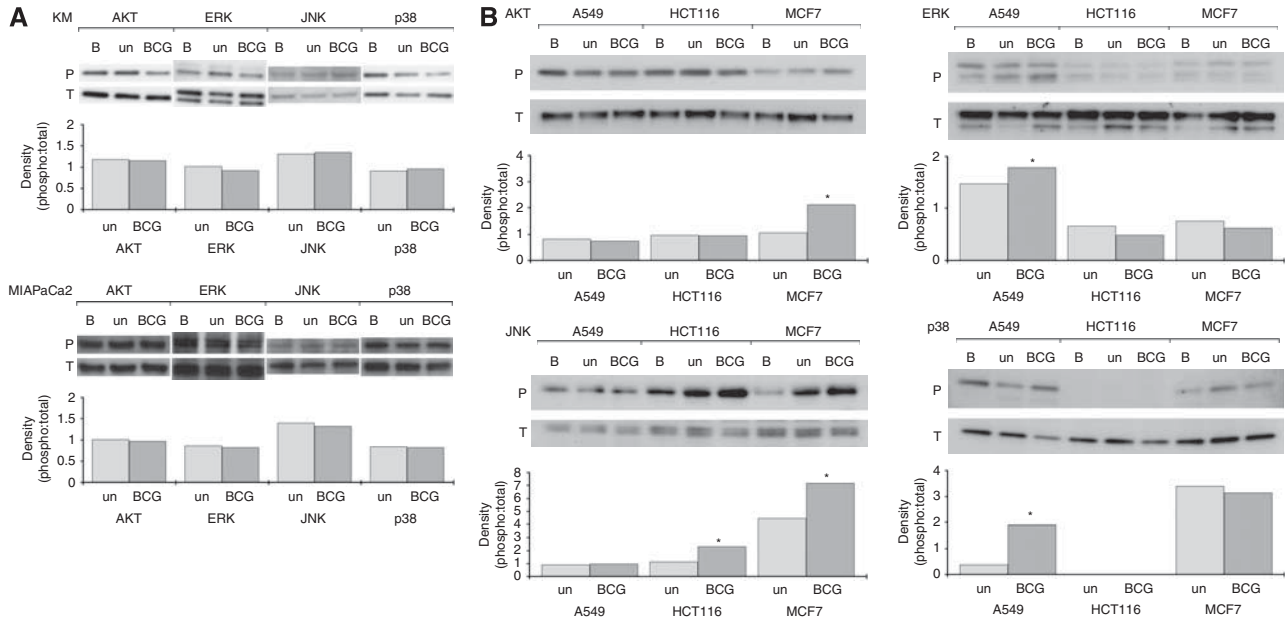 A
KM AKT ERK JNK p38
B un BCG B un BCG B un BCG B un BCG
P
T
2
1.5
1
0.5
0
Density
(phospho:total)
un BCG un BCG un BCG un BCG
AKT ERK JNK p38
MIAPaCa2 AKT ERK JNK p38
B un BCG B un BCG B un BCG B un BCG
P
T
2
1.5
1
0.5
0
Density
(phospho:total)
un BCG un BCG un BCG un BCG
AKT ERK JNK p38
B
AKT A549 HCT116 MCF7
B un BCG B un BCG B un BCG
P
T
4
3
2
1
0
Density
(phospho:total)
*
un BCG un BCG un BCG
A549 HCT116 MCF7
ERK A549 HCT116 MCF7
B un BCG B un BCG B un BCG
P
T
2
1
0
Density
(phospho:total)
*
un BCG un BCG un BCG
A549 HCT116 MCF7
JNK A549 HCT116 MCF7
B un BCG B un BCG B un BCG
P
T
8
7
6
5
4
2
1
0
Density
(phospho:total)
* *
un BCG un BCG un BCG
A549 HCT116 MCF7
p38 A549 HCT116 MCF7
B un BCG B un BCG B un BCG
P
T
4
3
2
1
0
Density
(phospho:total)
*
un BCG un BCG un BCG
A549 HCT116 MCF7